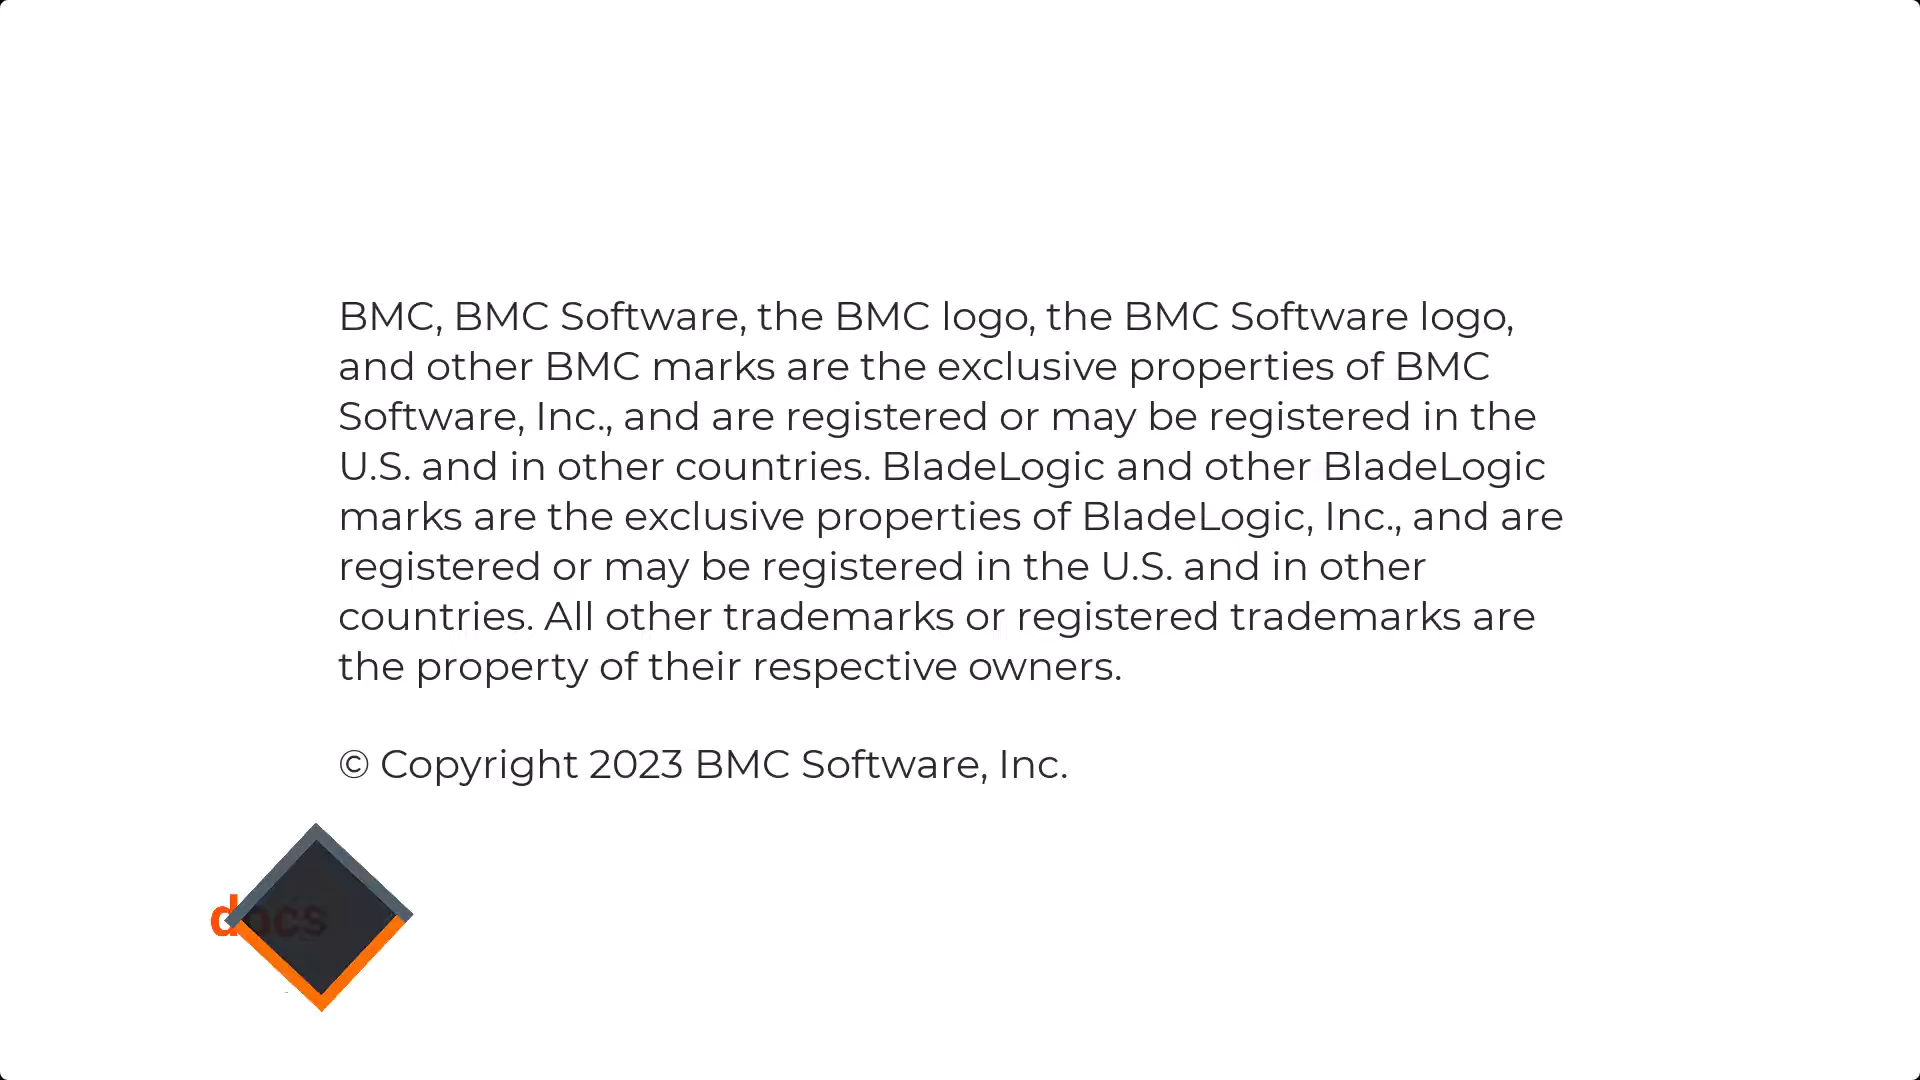 BMC, BMC Software, the BMC logo, the BMC Software logo,
and other BMC marks are the exclusive properties of BMC
Software, Inc., and are registered or may be registered in the
U.S. and in other countries. BladeLogic and other BladeLogic
marks are the exclusive properties of BladeLogic, Inc., and are
registered or may be registered in the U.S. and in other
countries. All other trademarks or registered trademarks are
the property of their respective owners.
© Copyright 2023 BMC Software, Inc.
docs